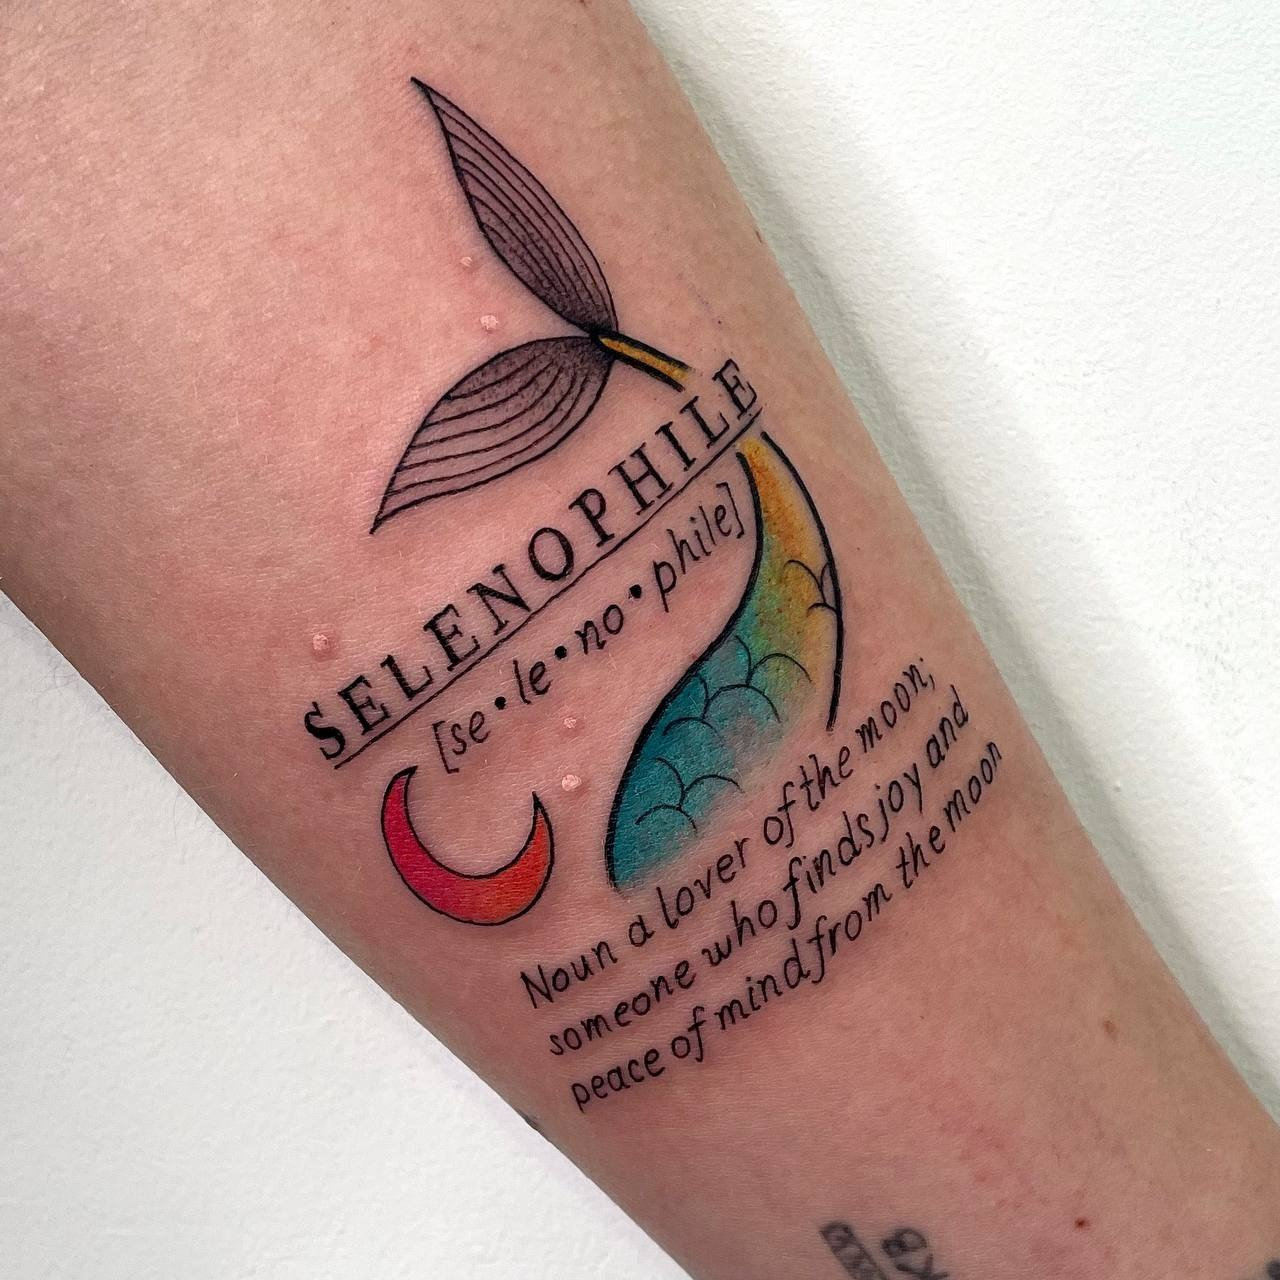 SELENOPHILE
[se•le•no•phile]
Noun a lover of the moon;
someone who finds joy and
peace of mind from the moon